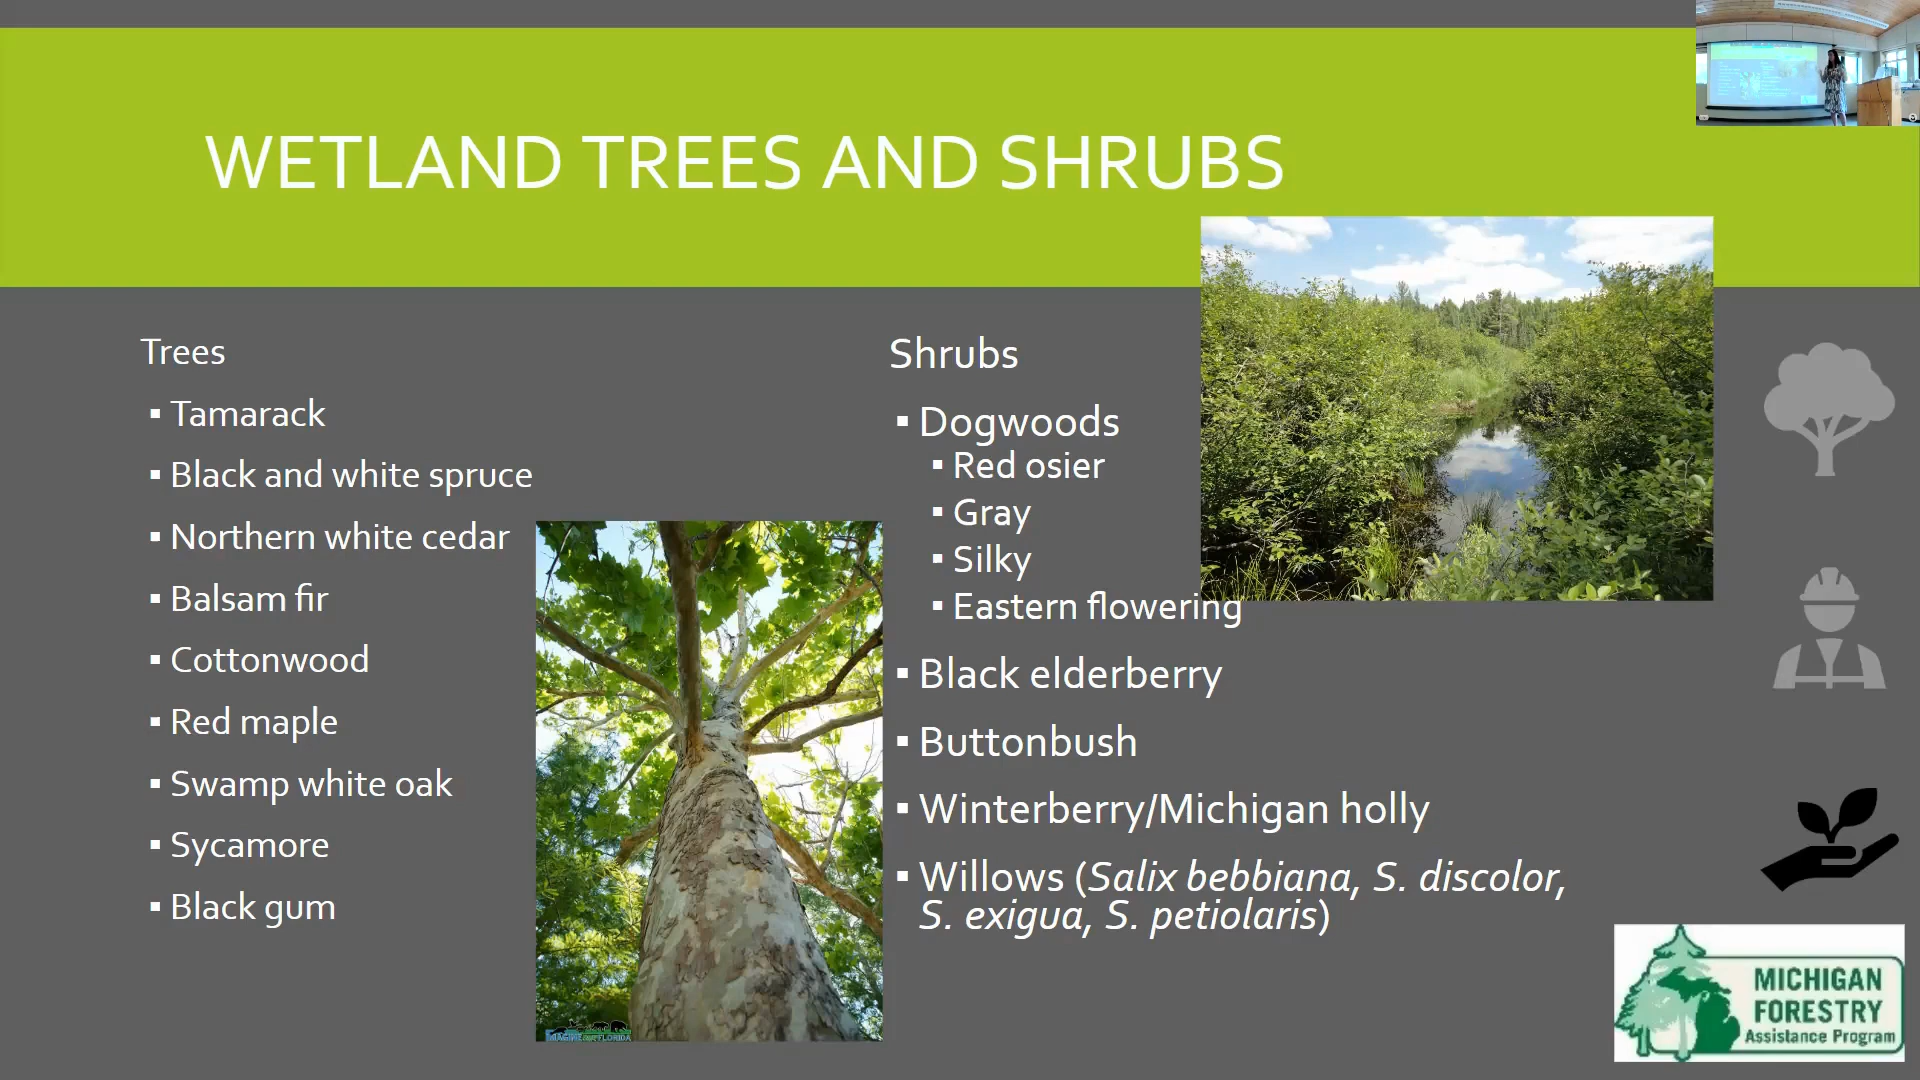 WETLAND TREES AND SHRUBS
Trees
▪ Tamarack
▪ Black and white spruce
▪ Northern white cedar
▪ Balsam fir
▪ Cottonwood
▪ Red maple
▪ Swamp white oak
▪ Sycamore
▪ Black gum
Shrubs
▪ Dogwoods
▪ Red osier
▪ Gray
▪ Silky
▪ Eastern flowering
▪ Black elderberry
▪ Buttonbush
▪ Winterberry/Michigan holly
▪ Willows (Salix bebbiana, S. discolor,
S. exigua, S. petiolaris)
MICHIGAN
FORESTRY
Assistance Program